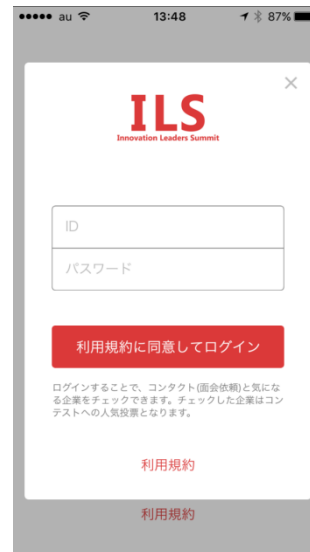 au 13:48 87%
×
ILS
Innovation Leaders Summit
ID
パスワード
利用規約に同意してログイン
ログインすることで、コンタクト(面会依頼)と気にな
る企業をチェックできます。チェックした企業はコン
テストへの人気投票となります。
利用規約
利用規約